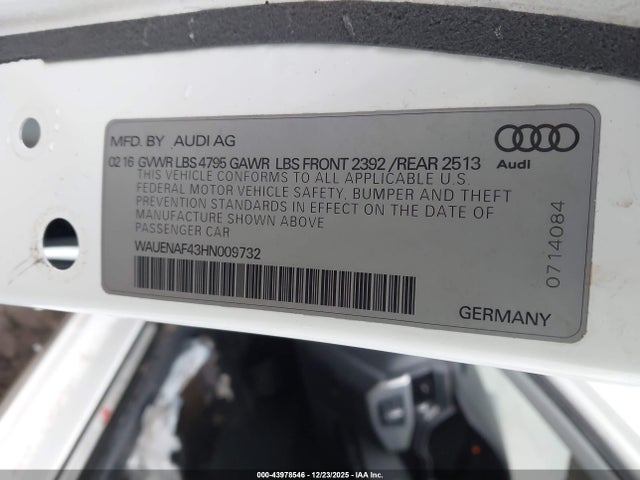 MFD. BY AUDI AG
02 16 GVWR LBS 4795 GAWR LBS FRONT 2392 /REAR 2513
THIS VEHICLE CONFORMS TO ALL APPLICABLE U.S.
FEDERAL MOTOR VEHICLE SAFETY, BUMPER AND THEFT
PREVENTION STANDARDS IN EFFECT ON THE DATE OF
MANUFACTURE SHOWN ABOVE
PASSENGER CAR
WAUENAF43HN009732
Audi
0714084
GERMANY
00-43978546 - 12/23/2025 - IAA Inc.